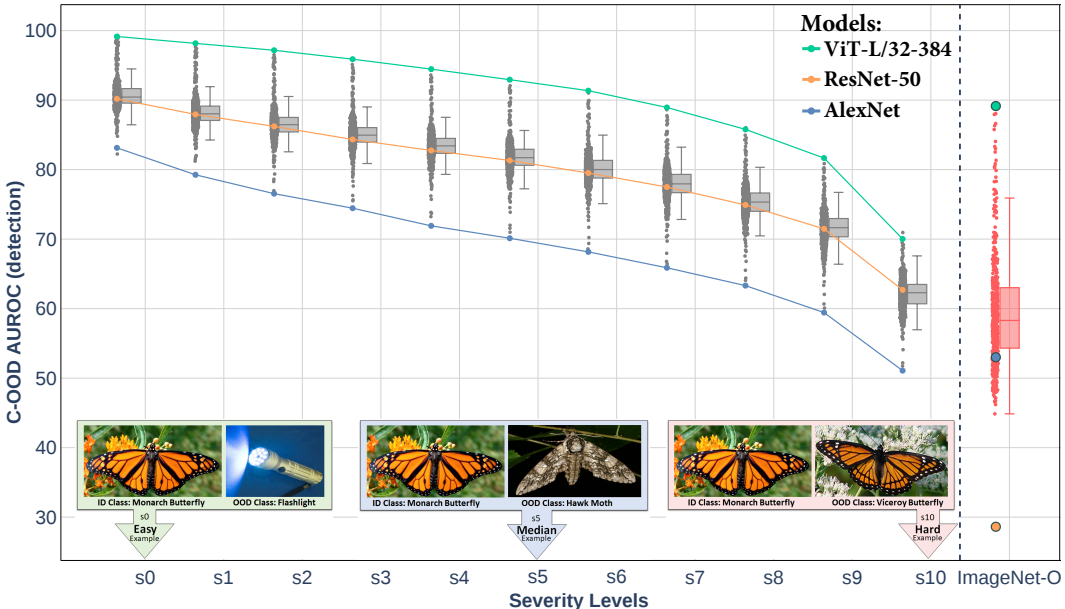 Models:
ViT-L/32-384
ResNet-50
AlexNet
C-OOD AUROC (detection)
100
90
80
70
60
50
40
30
ID Class: Monarch Butterfly
OOD Class: Flashlight
s0
Easy
Example
ID Class: Monarch Butterfly
OOD Class: Hawk Moth
s5
Median
Example
ID Class: Monarch Butterfly
OOD Class: Viceroy Butterfly
s10
Hard
Example
s0 s1 s2 s3 s4 s5 s6 s7 s8 s9 s10 ImageNet-O
Severity Levels